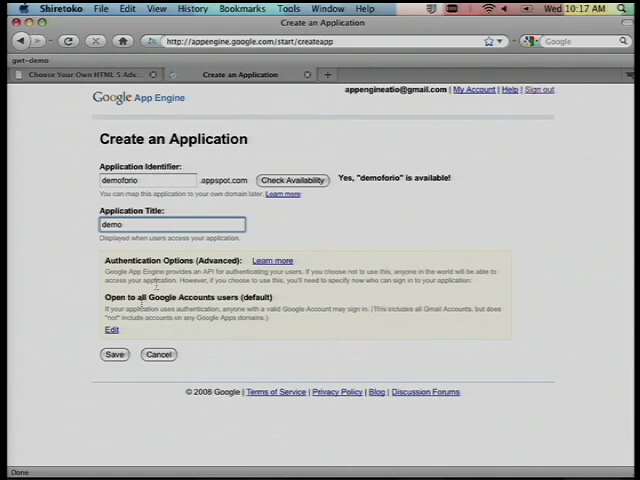 Shiretoko File Edit View History Bookmarks Tools Window Help Wed 10:17 AM
Create an Application
http://appengine.google.com/start/createapp
Google
gwt-demo
Choose Your Own HTML 5 Adv...
Create an Application
appengineatio@gmail.com | My Account | Help | Sign out
Google App Engine
Create an Application
Application Identifier:
demoforio .appspot.com Check Availability Yes, "demoforio" is available!
You can map this application to your own domain later. Learn more
Application Title:
demo
Displayed when users access your application.
Authentication Options (Advanced): Learn more
Google App Engine provides an API for authenticating your users. If you choose not to use this, anyone in the world will be able to
access your application. However, if you choose to use this, you'll need to specify now who can sign in to your application:
Open to all Google Accounts users (default)
If your application uses authentication, anyone with a valid Google Account may sign in. (This includes all Gmail Accounts, but does
*not* include accounts on any Google Apps domains.)
Edit
Save Cancel
© 2008 Google | Terms of Service | Privacy Policy | Blog | Discussion Forums
Done